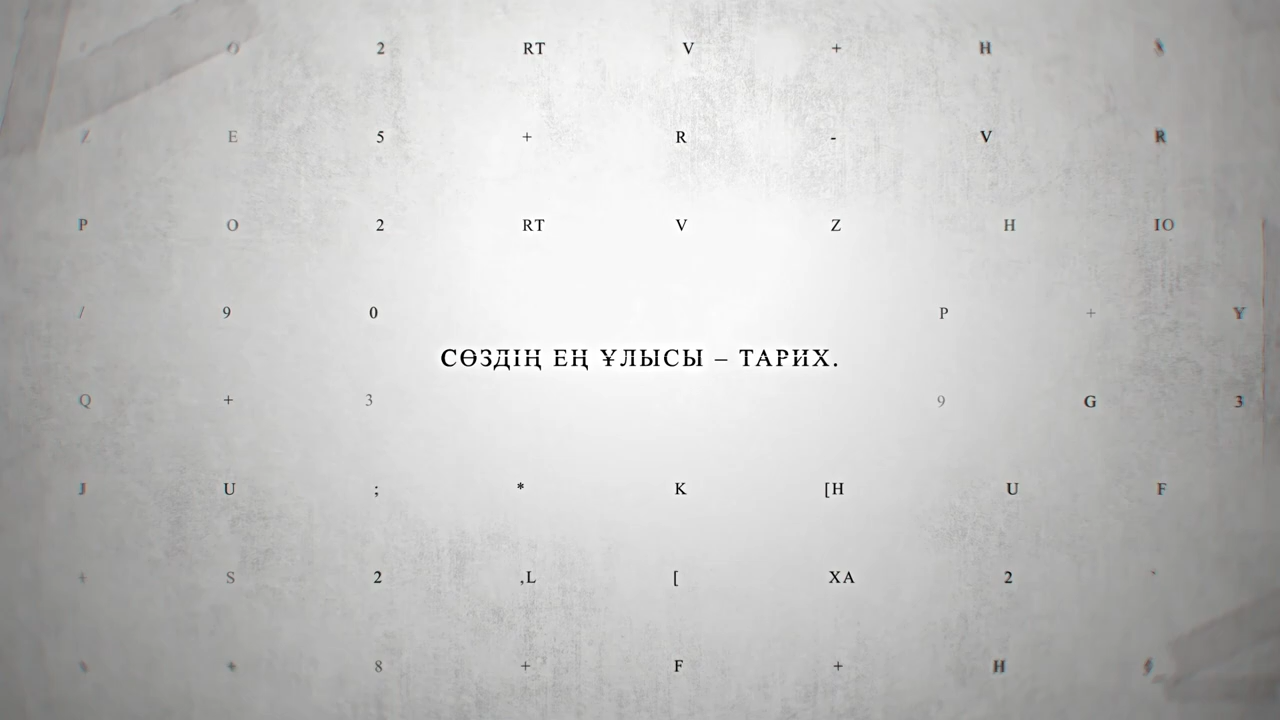 O 2 RT V + H
E 5 + R - V R
P O 2 RT V Z H IO
/ 9 0 P + Y
СӨЗДІҢ ЕҢ ҰЛЫСЫ – ТАРИХ.
Q + 3 9 G 3
J U ; * K [H U F
+ S 2 ,L [ XA 2
8 + F + H